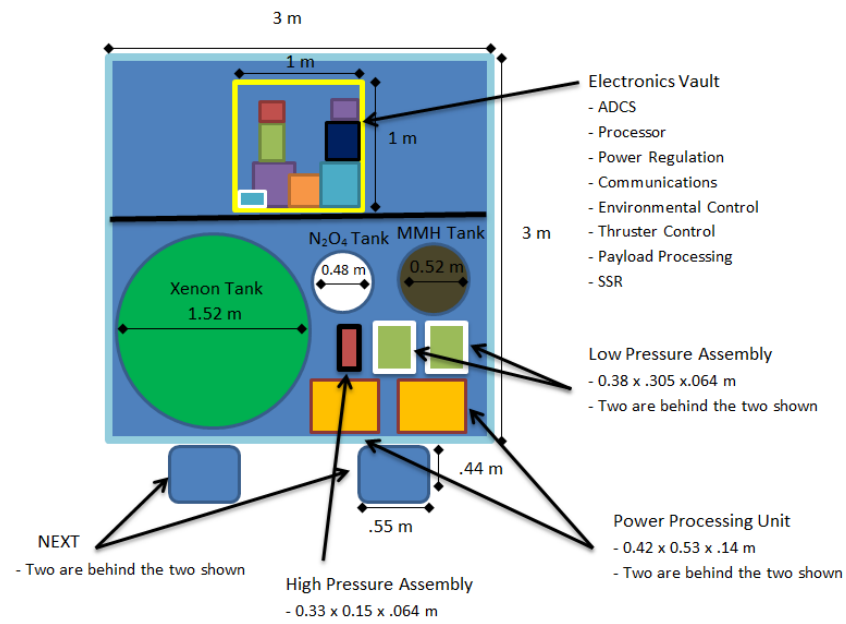 3 m
1 m
Electronics Vault
- ADCS
- Processor
- Power Regulation
- Communications
- Environmental Control
- Thruster Control
- Payload Processing
- SSR
1 m
3 m
N₂O₄ Tank
MMH Tank
0.48 m
0.52 m
Xenon Tank
1.52 m
Low Pressure Assembly
- 0.38 x .305 x.064 m
- Two are behind the two shown
.44 m
.55 m
Power Processing Unit
- 0.42 x 0.53 x .14 m
- Two are behind the two shown
NEXT
- Two are behind the two shown
High Pressure Assembly
- 0.33 x 0.15 x .064 m